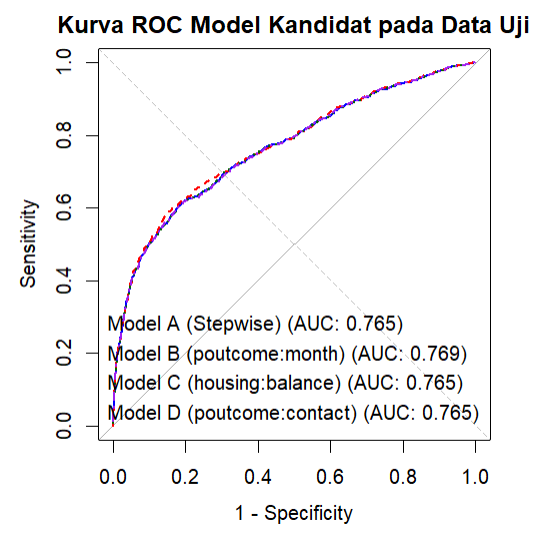 Kurva ROC Model Kandidat pada Data Uji
1.0
0.8
0.6
0.4
0.2
0.0
Sensitivity
Model A (Stepwise) (AUC: 0.765)
Model B (poutcome:month) (AUC: 0.769)
Model C (housing:balance) (AUC: 0.765)
Model D (poutcome:contact) (AUC: 0.765)
0.0 0.2 0.4 0.6 0.8 1.0
1 - Specificity